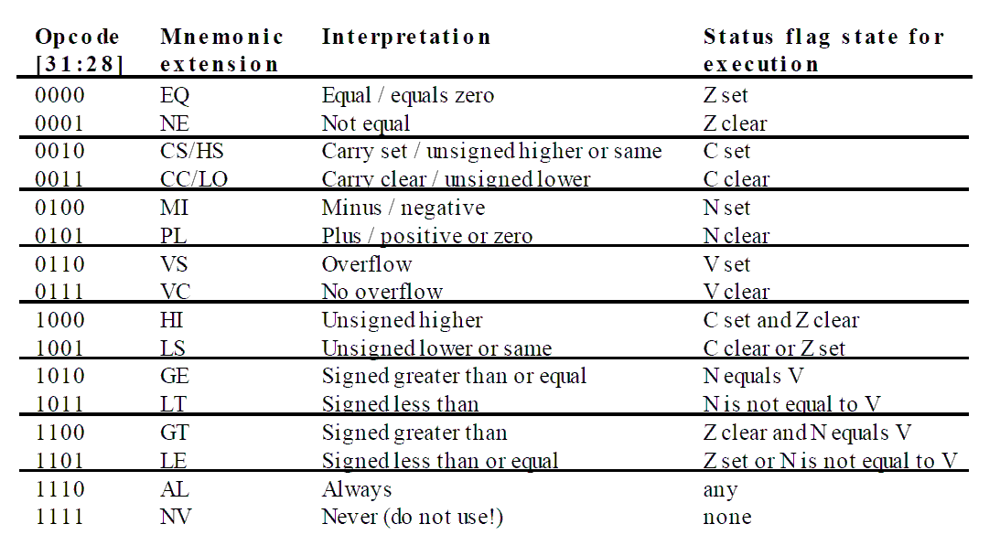 Opcode Mnemonic Interpretation Status flag state for
[31:28] extension execution
0000 EQ Equal / equals zero Z set
0001 NE Not equal Z clear
0010 CS/HS Carry set / unsigned higher or same C set
0011 CC/LO Carry clear / unsigned lower C clear
0100 MI Minus / negative N set
0101 PL Plus / positive or zero N clear
0110 VS Overflow V set
0111 VC No overflow V clear
1000 HI Unsigned higher C set and Z clear
1001 LS Unsigned lower or same C clear or Z set
1010 GE Signed greater than or equal N equals V
1011 LT Signed less than N is not equal to V
1100 GT Signed greater than Z clear and N equals V
1101 LE Signed less than or equal Z set or N is not equal to V
1110 AL Always any
1111 NV Never (do not use!) none